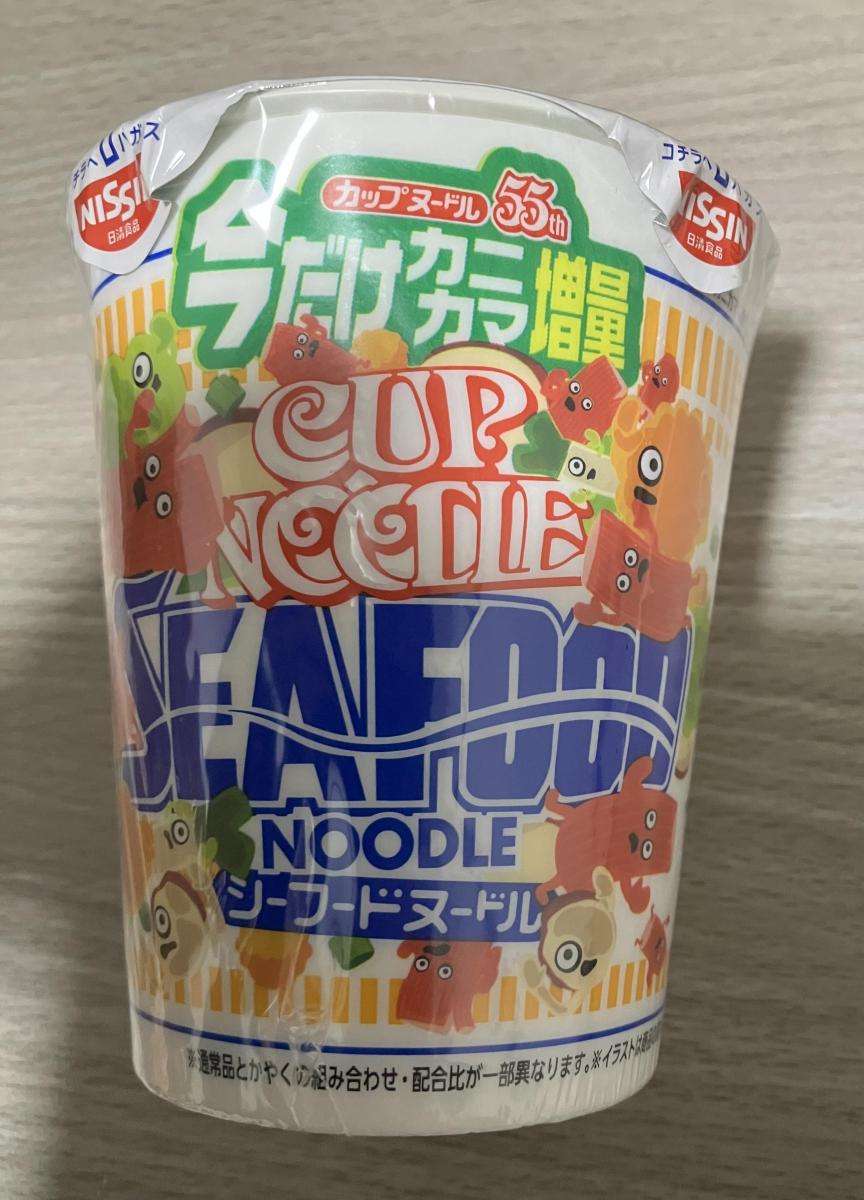 コチラヘ
NISSIN
日清食品
コチラヘ
NISSIN
日清食品
カップヌードル 55th
今だけカニカマ増量
CUP
NOODLE
SEAFOOD
NOODLE
シーフードヌードル
※通常品とかやくの組み合わせ・配合比が一部異なります。※イラストは